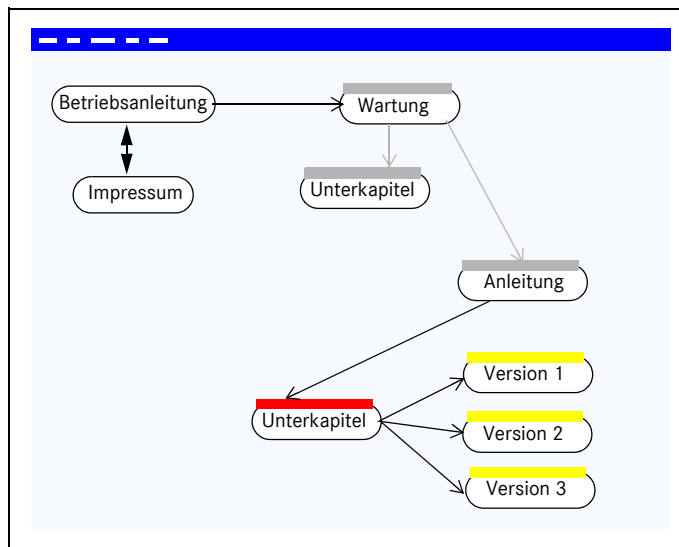 Betriebsanleitung
Wartung
Impressum
Unterkapitel
Anleitung
Version 1
Unterkapitel
Version 2
Version 3